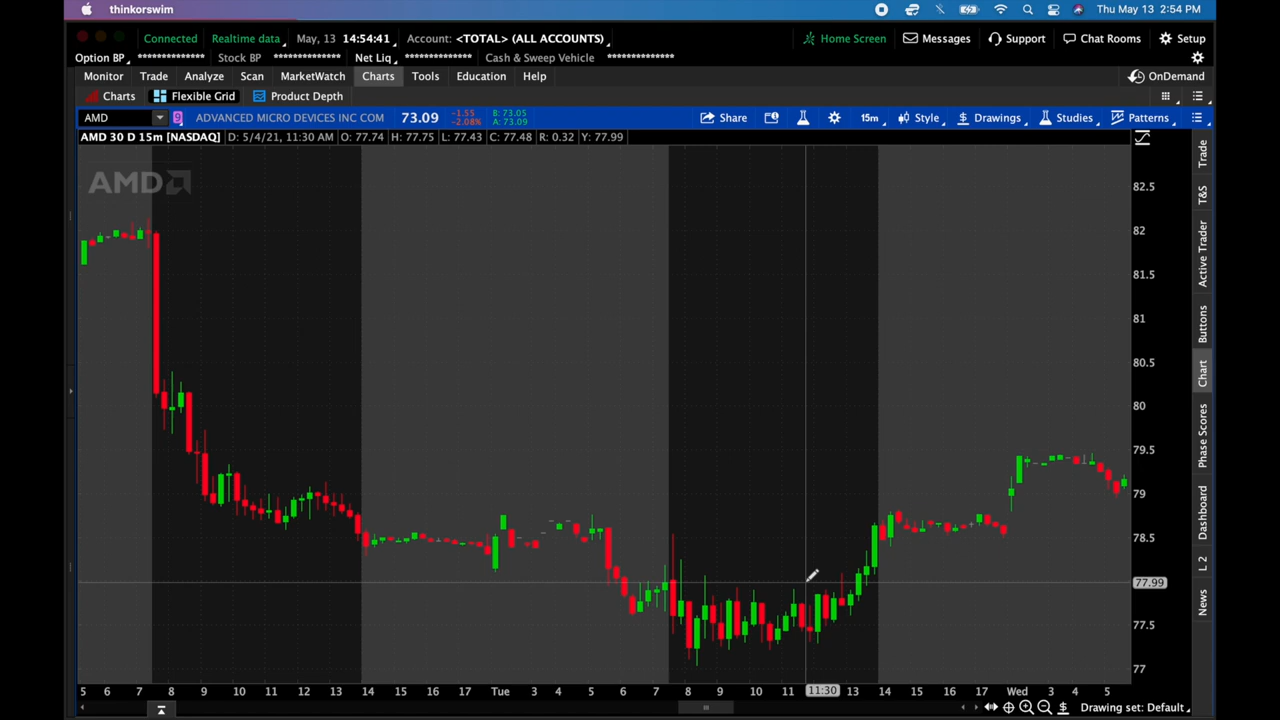 thinkorswim Thu May 13 2:54 PM
Connected Realtime data May, 13 14:54:41 Account: <TOTAL> (ALL ACCOUNTS) Home Screen Messages Support Chat Rooms Setup
Option BP ************** Stock BP ************** Net Liq ************** Cash & Sweep Vehicle **************
Monitor Trade Analyze Scan MarketWatch Charts Tools Education Help OnDemand
Charts Flexible Grid Product Depth
AMD 9 ADVANCED MICRO DEVICES INC COM 73.09 -1.55 -2.08% B: 73.05 A: 73.09 Share 15m Style Drawings Studies Patterns
AMD 30 D 15m [NASDAQ] D: 5/4/21, 11:30 AM O: 77.74 H: 77.75 L: 77.43 C: 77.48 R: 0.32 Y: 77.99
AMD
82.5
82
81.5
81
80.5
80
79.5
79
78.5
77.99
77.5
77
5 6 7 8 9 10 11 12 13 14 15 16 17 Tue 3 4 5 6 7 8 9 10 11 11:30 13 14 15 16 17 Wed 3 4 5
Drawing set: Default
Trade
T&S
Active Trader
Buttons
Chart
Phase Scores
Dashboard
L 2
News